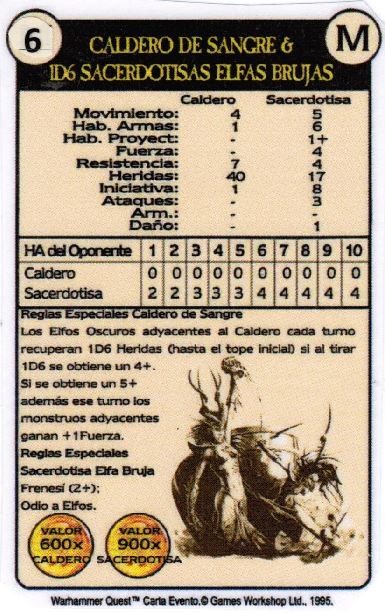 6
CALDERO DE SANGRE &
1D6 SACERDOTISAS ELFAS BRUJAS
M
Caldero Sacerdotisa
Movimiento: 4 5
Hab. Armas: 1 6
Hab. Proyect: - 1+
Fuerza: - 4
Resistencia: 7 4
Heridas: 40 17
Iniciativa: 1 8
Ataques: - 3
Arm.: - -
Daño: - 1
HA del Oponente 1 2 3 4 5 6 7 8 9 10
Caldero 0 0 0 0 0 0 0 0 0 0
Sacerdotisa 2 2 3 3 3 4 4 4 4 4
Reglas Especiales Caldero de Sangre
Los Elfos Oscuros adyacentes al Caldero cada turno
recuperan 1D6 Heridas (hasta el tope inicial) si al tirar
1D6 se obtiene un 4+.
Si se obtiene un 5+
además ese turno los
monstruos adyacentes
ganan +1Fuerza.
Reglas Especiales
Sacerdotisa Elfa Bruja
Frenesí (2+);
Odio a Elfos.
VALOR
600x
CALDERO
VALOR
900x
SACERDOTISA
Warhammer Quest™ Carta Evento.© Games Workshop Ltd., 1995.